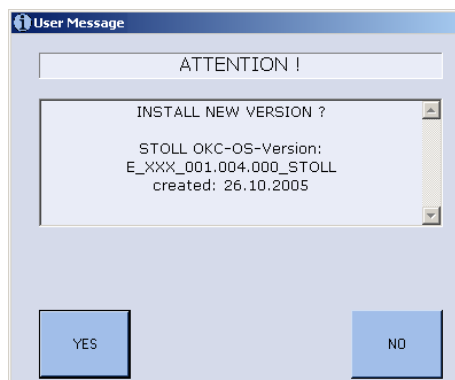 User Message
ATTENTION !
INSTALL NEW VERSION ?
STOLL OKC-OS-Version:
E_XXX_001.004.000_STOLL
created: 26.10.2005
YES
NO